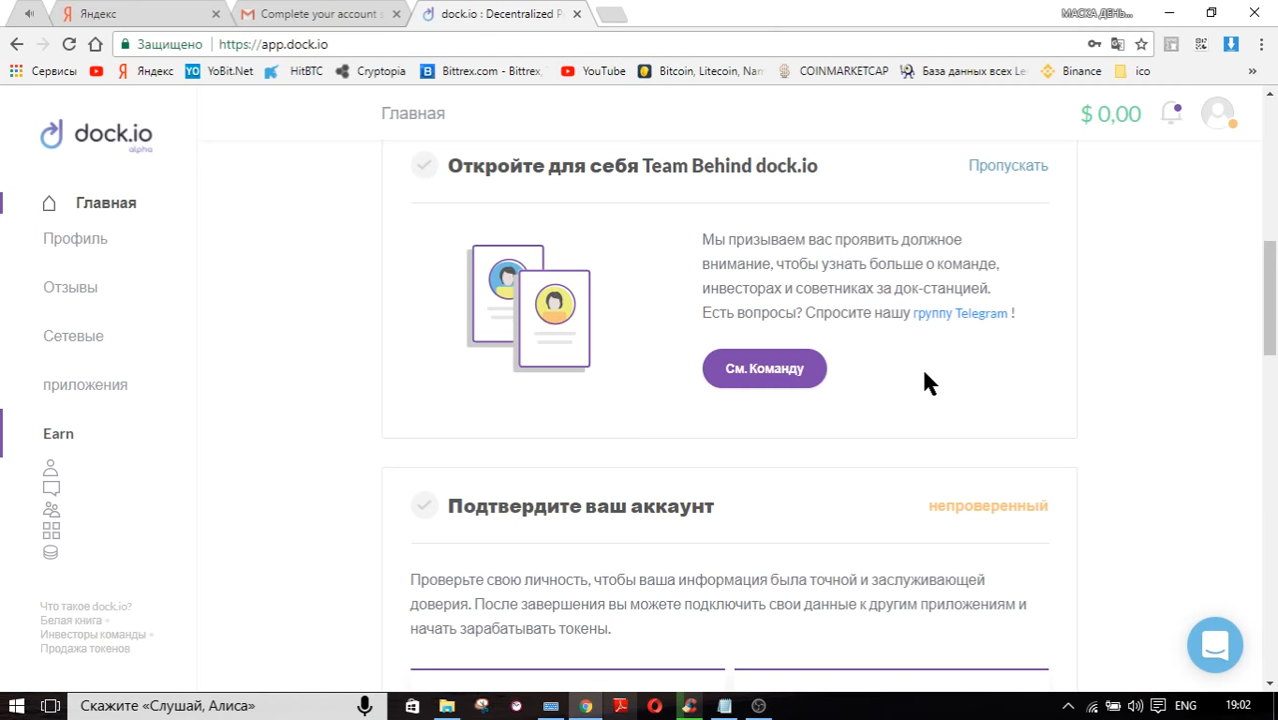 Яндекс
Complete your account s
dock.io : Decentralized P
МАСКА ДЕНЬ...
Защищено
https://app.dock.io
Сервисы
Яндекс
YO YoBit.Net
HitBTC
Cryptopia
B Bittrex.com - Bittrex,
YouTube
Bitcoin, Litecoin, Nam
COINMARKETCAP
База данных всех Le
Binance
ico
»
dock.io
alpha
Главная
$ 0,00
Главная
Профиль
Отзывы
Сетевые
приложения
Earn
Что такое dock.io?
Белая книга
Инвесторы команды
Продажа токенов
Откройте для себя Team Behind dock.io
Пропускать
Мы призываем вас проявить должное
внимание, чтобы узнать больше о команде,
инвесторах и советниках за док-станцией.
Есть вопросы? Спросите нашу группу Telegram !
См. Команду
Подтвердите ваш аккаунт
непроверенный
Проверьте свою личность, чтобы ваша информация была точной и заслуживающей
доверия. После завершения вы можете подключить свои данные к другим приложениям и
начать зарабатывать токены.
Скажите «Слушай, Алиса»
ENG
19:02